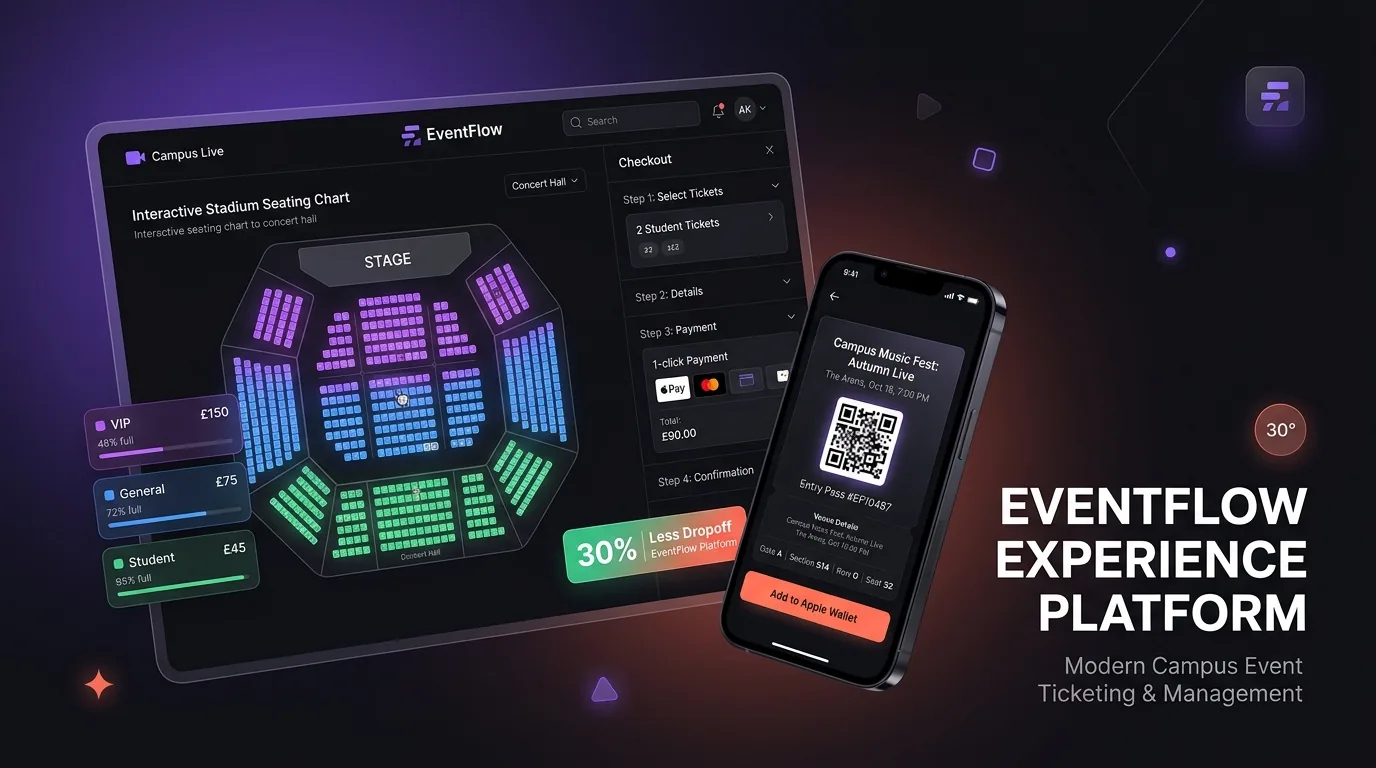 Campus Live
EventFlow
Search
AK
Interactive Stadium Seating Chart
Interactive seating chart to concert hall
Concert Hall
STAGE
Concert Hall
VIP £150
48% full
General £75
72% full
Student £45
95% full
Checkout
Step 1: Select Tickets
2 Student Tickets
Step 2: Details
Step 3: Payment
1-click Payment
Pay
Total:
£90.00
Step 4: Confirmation
30% Less Dropoff
EventFlow Platform
9:41
Campus Music Fest:
Autumn Live
The Arens, Oct 18, 7:00 PM
Entry Pass #EP10487
Venue Details
Gate A Section S14 Row O Seat 32
Add to Apple Wallet
30°
EVENTFLOW
EXPERIENCE
PLATFORM
Modern Campus Event
Ticketing & Management